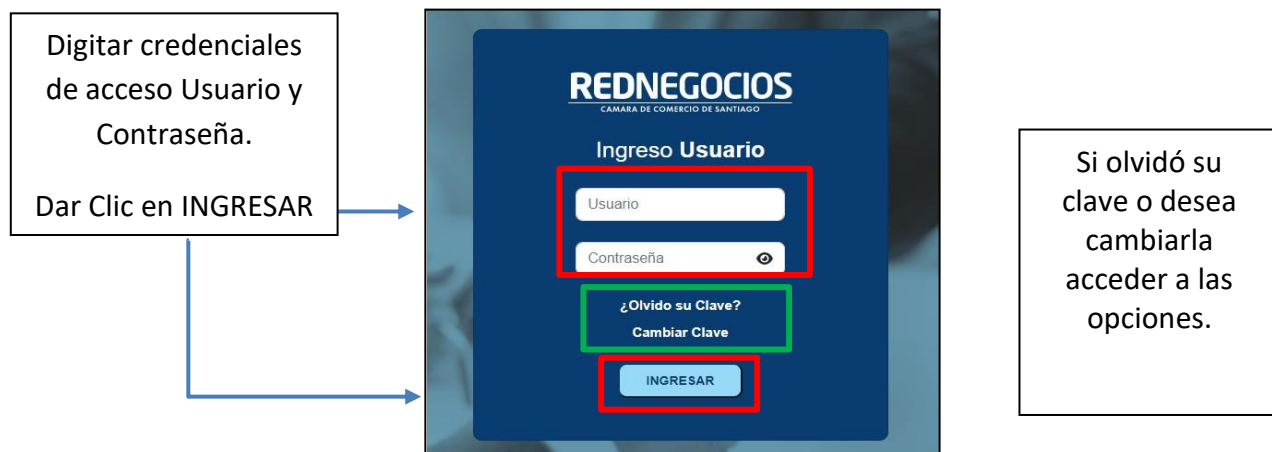 Digitar credenciales
de acceso Usuario y
Contraseña.
Dar Clic en INGRESAR
REDNEGOCIOS
CAMARA DE COMERCIO DE SANTIAGO
Ingreso Usuario
Usuario
Contraseña
¿Olvido su Clave?
Cambiar Clave
INGRESAR
Si olvidó su
clave o desea
cambiarla
acceder a las
opciones.